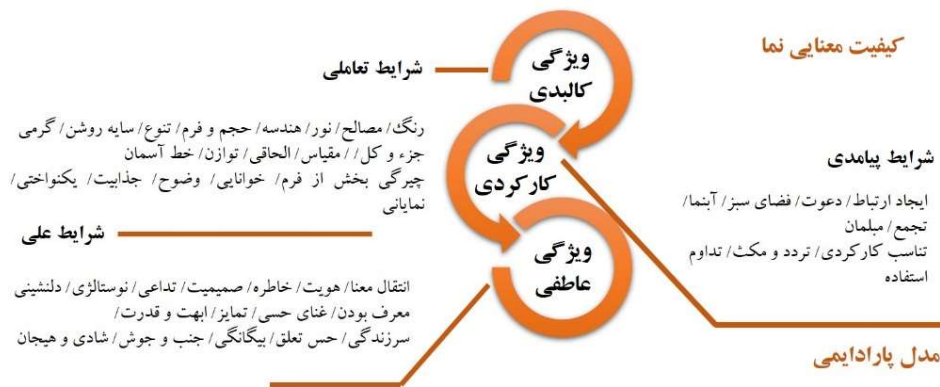 کیفیت معنایی نما
ویژگی
کالبدی
شرایط تعاملی
رنگ/ مصالح/ نور/ هندسه/ حجم و فرم/ تنوع/ سایه روشن/ گرمی
جزء و کل/ / مقیاس/ الحاقی/ توازن/ خط آسمان
چیرگی بخش از فرم/ خوانایی/ وضوح/ جذابیت/ یکنواختی/
نمایانی
ویژگی
کارکردی
شرایط پیامدی
ایجاد ارتباط/ دعوت/ فضای سبز/ آبنما/
تجمع/ مبلمان
تناسب کارکردی/ تردد و مکث/ تداوم
استفاده
ویژگی
عاطفی
شرایط علی
انتقال معنا/ هویت/ خاطره/ صمیمیت/ تداعی/ نوستالژی/ دلنشینی
معرف بودن/ غنای حسی/ تمایز/ ابهت و قدرت/
سرزندگی/ حس تعلق/ بیگانگی/ جنب و جوش/ شادی و هیجان
مدل پارادایمی